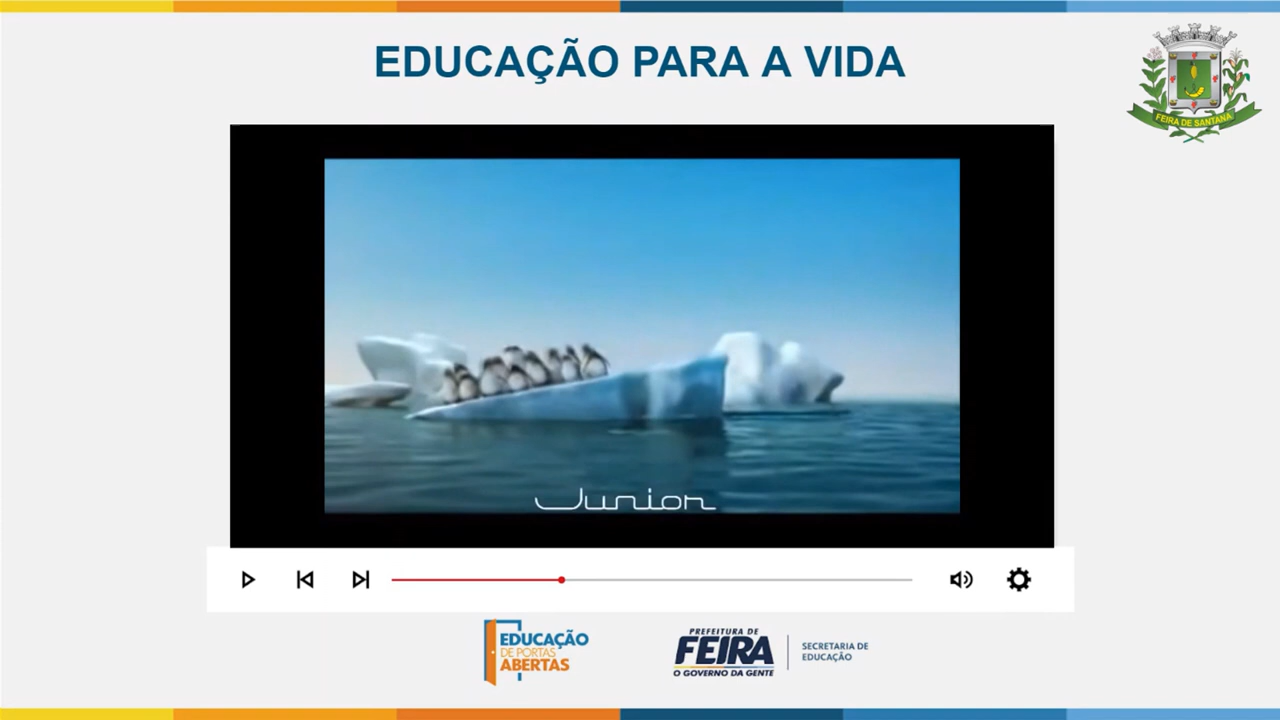 EDUCAÇÃO PARA A VIDA
FEIRA DE SANTANA
Junior
EDUCAÇÃO
DE PORTAS
ABERTAS
PREFEITURA DE
FEIRA
O GOVERNO DA GENTE
SECRETARIA DE
EDUCAÇÃO